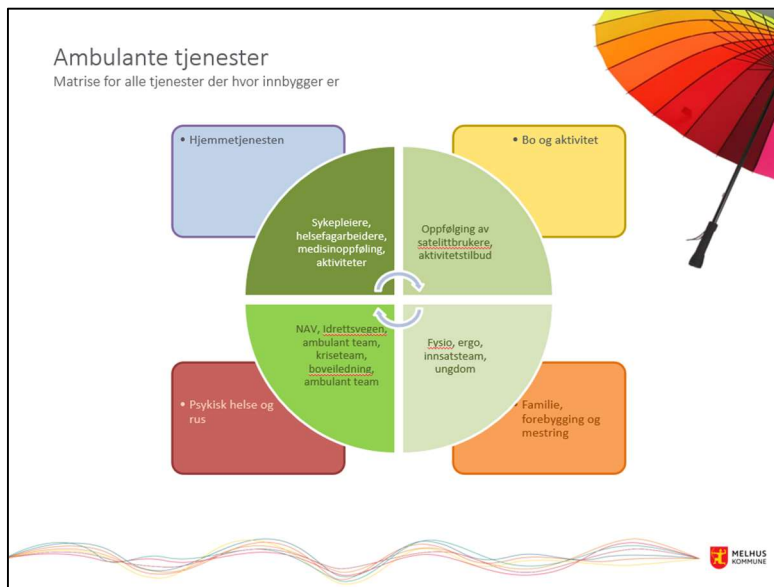 Ambulante tjenester
Matrise for alle tjenester der hvor innbygger er
• Hjemmetjenesten
• Bo og aktivitet
Sykepleiere,
helsefagarbeidere,
medisinoppføling,
aktiviteter
Oppfølging av
satelittbrukere,
aktivitetstilbud
NAV, Idrettsvegen,
ambulant team,
kriseteam,
boveiledning,
ambulant team
Fysio, ergo,
innsatsteam,
ungdom
• Psykisk helse og
rus
• Familie,
forebygging og
mestring
MELHUS
KOMMUNE